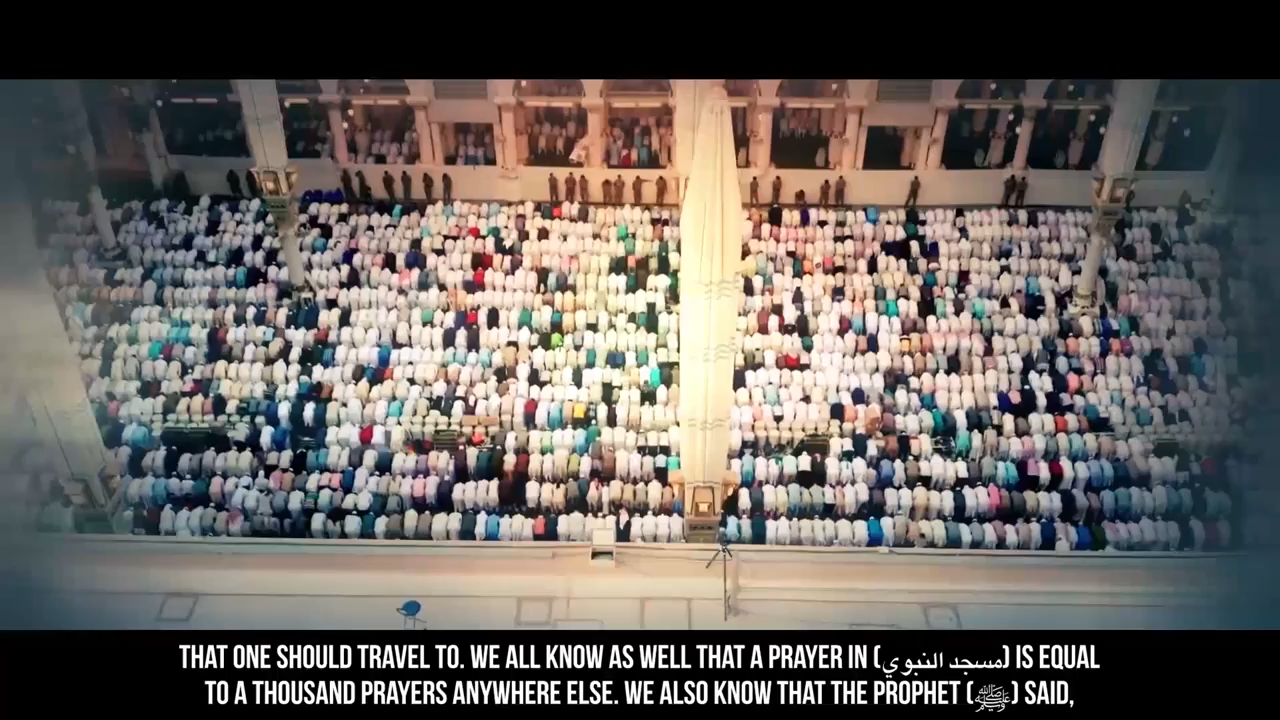 THAT ONE SHOULD TRAVEL TO. WE ALL KNOW AS WELL THAT A PRAYER IN (مسجد النبوي) IS EQUAL
TO A THOUSAND PRAYERS ANYWHERE ELSE. WE ALSO KNOW THAT THE PROPHET (ﷺ) SAID,